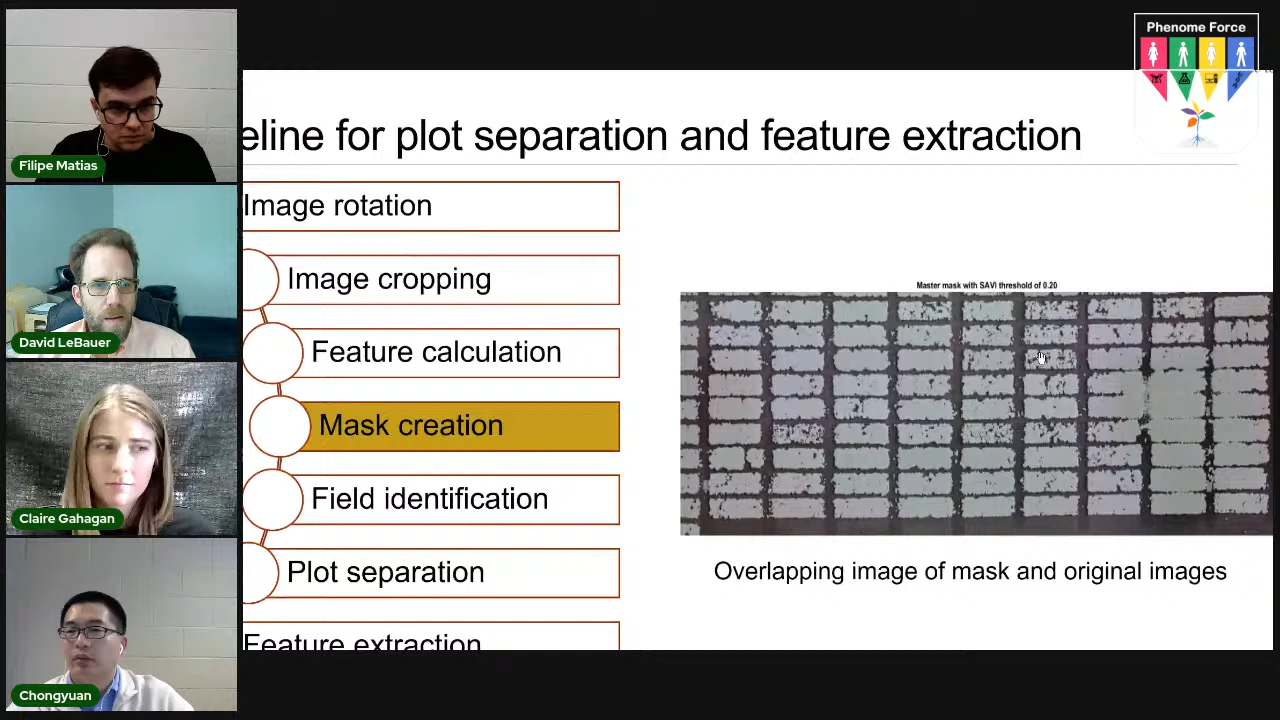 Phenome Force
eline for plot separation and feature extraction
Filipe Matias
David LeBauer
Claire Gahagan
Chongyuan
Image rotation
Image cropping
Feature calculation
Mask creation
Field identification
Plot separation
Feature extraction
Master mask with SAVI threshold of 0.20
Overlapping image of mask and original images